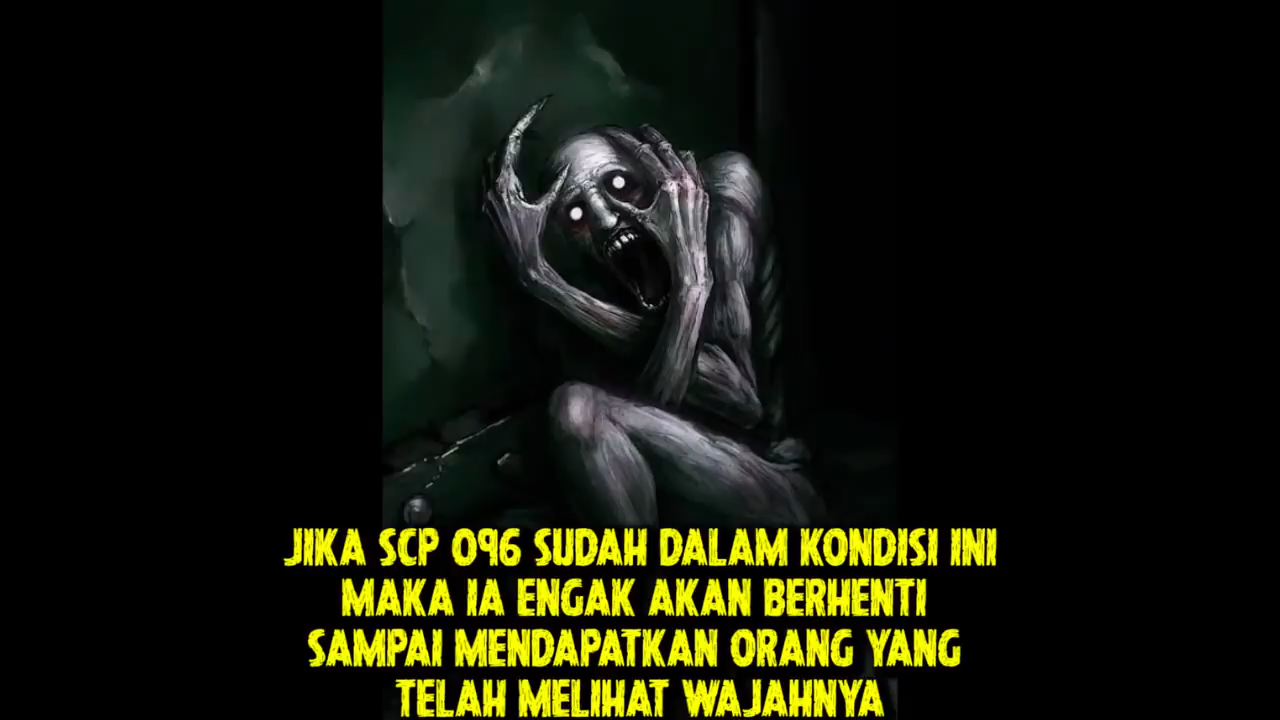 JIKA SCP 096 SUDAH DALAM KONDISI INI
MAKA IA ENGAK AKAN BERHENTI
SAMPAI MENDAPATKAN ORANG YANG
TELAH MELIHAT WAJAHNYA